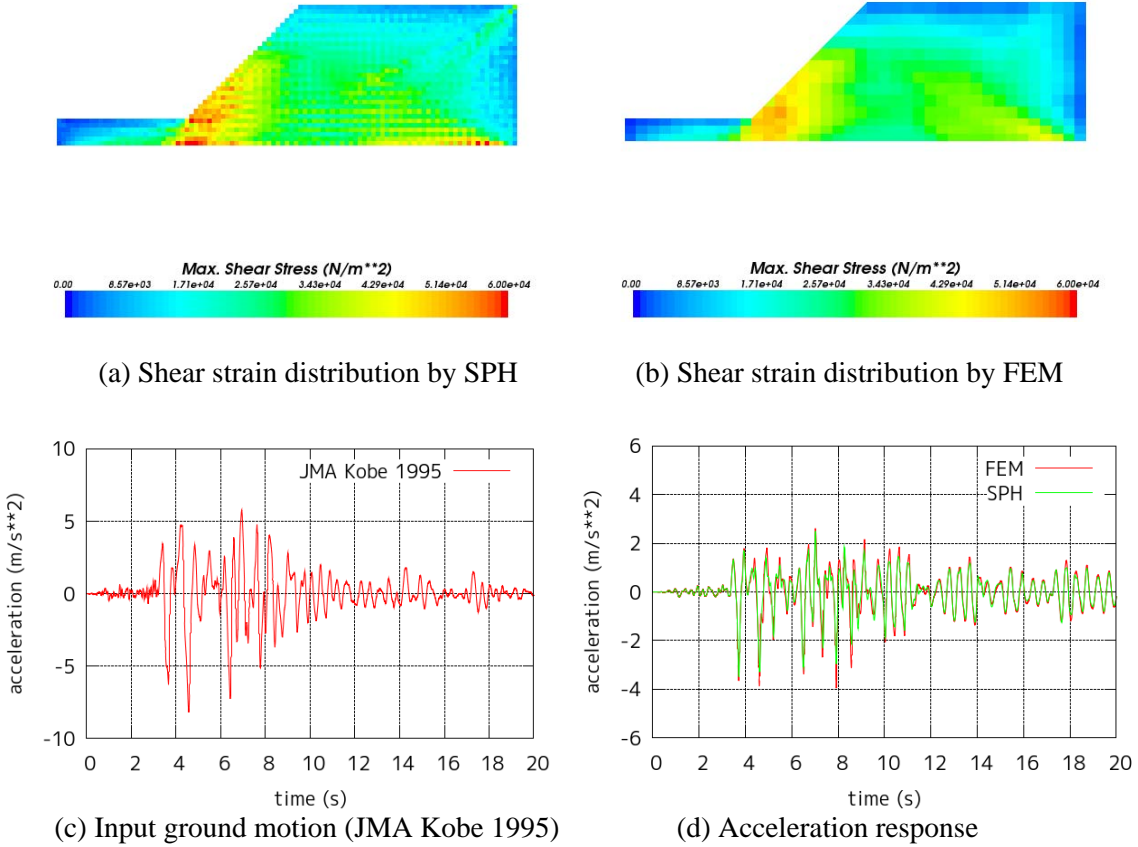 Max. Shear Stress (N/m**2)
0.00 8.57e+03 1.71e+04 2.57e+04 3.43e+04 4.29e+04 5.14e+04 6.00e+04
Max. Shear Stress (N/m**2)
0.00 8.57e+03 1.71e+04 2.57e+04 3.43e+04 4.29e+04 5.14e+04 6.00e+04
(a) Shear strain distribution by SPH
(b) Shear strain distribution by FEM
10
JMA Kobe 1995
5
acceleration (m/s**2)
0
-5
-10
0 2 4 6 8 10 12 14 16 18 20
time (s)
(c) Input ground motion (JMA Kobe 1995)
6
FEM
4
SPH
2
acceleration (m/s**2)
0
-2
-4
-6
0 2 4 6 8 10 12 14 16 18 20
time (s)
(d) Acceleration response